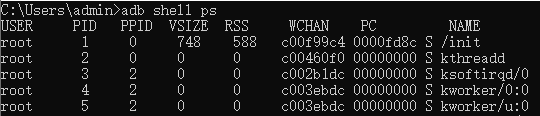 C:\Users\admin>adb shell ps
USER PID PPID VSIZE RSS WCHAN PC NAME
root 1 0 748 588 c00f99c4 0000fd8c S /init
root 2 0 0 0 c00460f0 00000000 S kthreadd
root 3 2 0 0 c002b1dc 00000000 S ksoftirqd/0
root 4 2 0 0 c003ebdc 00000000 S kworker/0:0
root 5 2 0 0 c003ebdc 00000000 S kworker/u:0